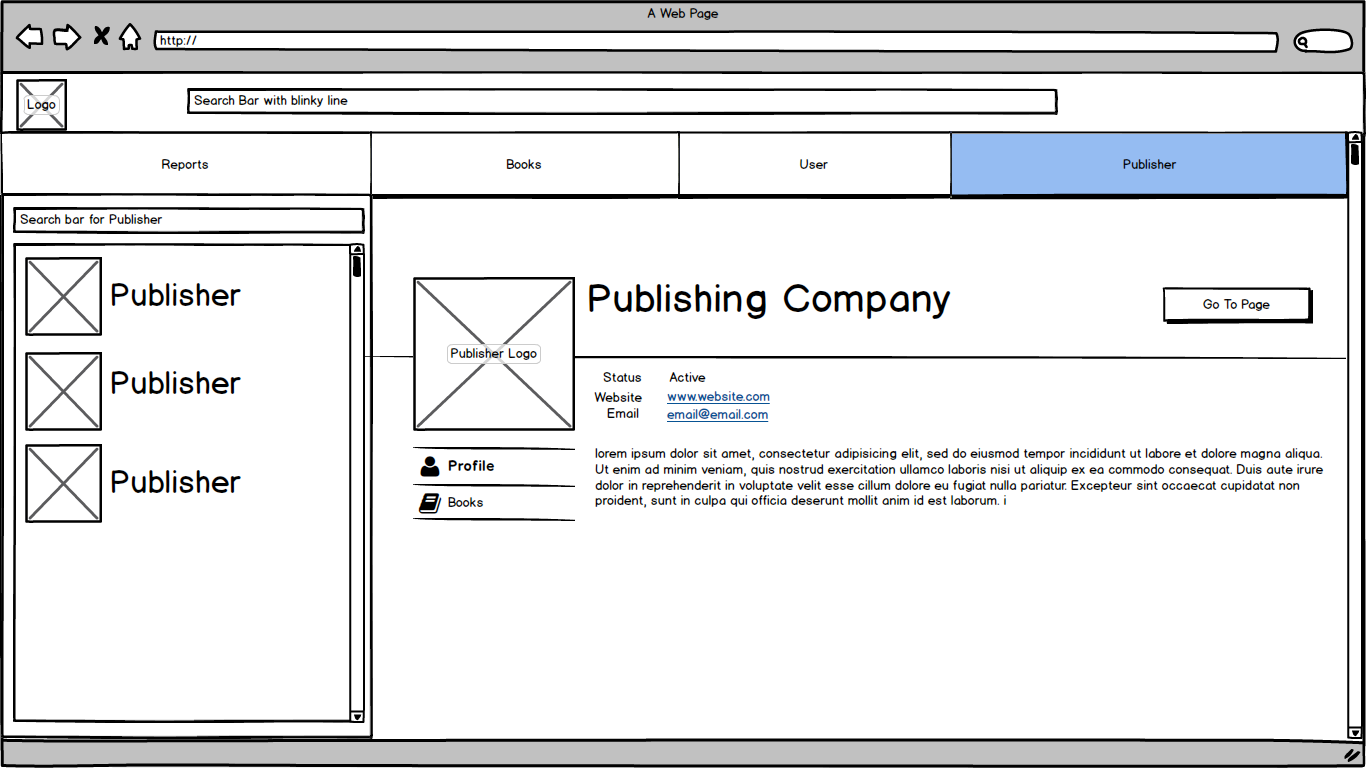 A Web Page
http://
Logo
Search Bar with blinky line
Reports
Books
User
Publisher
Search bar for Publisher
Publisher
Publisher
Publisher
Publisher Logo
Publishing Company
Go To Page
Status Active
Website www.website.com
Email email@email.com
Profile
Books
lorem ipsum dolor sit amet, consectetur adipisicing elit, sed do eiusmod tempor incididunt ut labore et dolore magna aliqua.
Ut enim ad minim veniam, quis nostrud exercitation ullamco laboris nisi ut aliquip ex ea commodo consequat. Duis aute irure
dolor in reprehenderit in voluptate velit esse cillum dolore eu fugiat nulla pariatur. Excepteur sint occaecat cupidatat non
proident, sunt in culpa qui officia deserunt mollit anim id est laborum. i